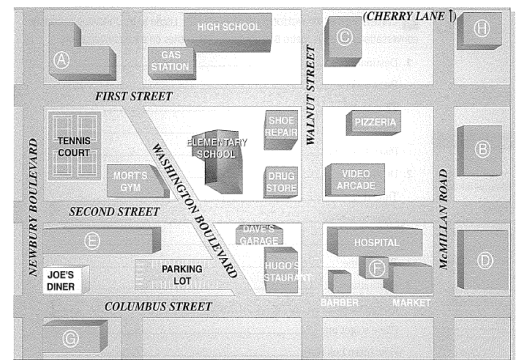 (CHERRY LANE ↑)
HIGH SCHOOL
A
GAS
STATION
C
H
WALNUT STREET
FIRST STREET
NEWBURY BOULEVARD
TENNIS
COURT
WASHINGTON BOULEVARD
ELEMENTARY
SCHOOL
SHOE
REPAIR
PIZZERIA
B
MORT'S
GYM
DRUG
STORE
VIDEO
ARCADE
McMILLAN ROAD
SECOND STREET
E
DAVE'S
GARAGE
HOSPITAL
D
JOE'S
DINER
PARKING
LOT
HUGO'S
STAURANT
F
BARBER
MARKET
COLUMBUS STREET
G